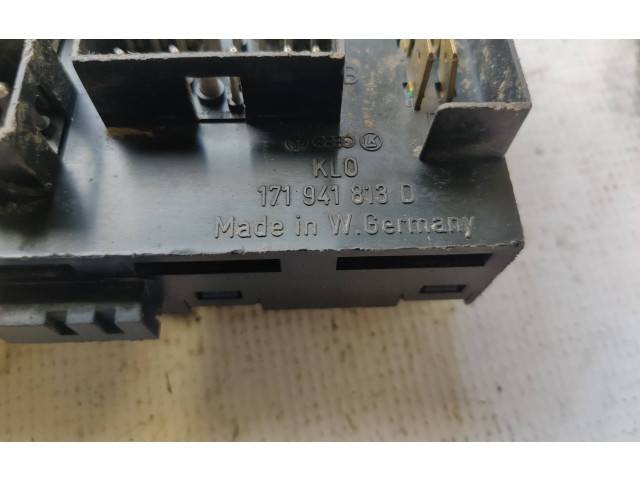 B
KLO
171 941 813 D
Made in W.Germany